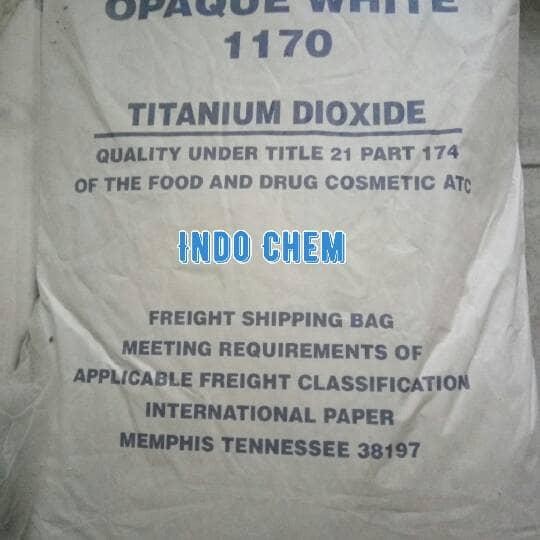 OPAQUE WHITE
1170
TITANIUM DIOXIDE
QUALITY UNDER TITLE 21 PART 174
OF THE FOOD AND DRUG COSMETIC ATC
INDO CHEM
FREIGHT SHIPPING BAG
MEETING REQUIREMENTS OF
APPLICABLE FREIGHT CLASSIFICATION
INTERNATIONAL PAPER
MEMPHIS TENNESSEE 38197